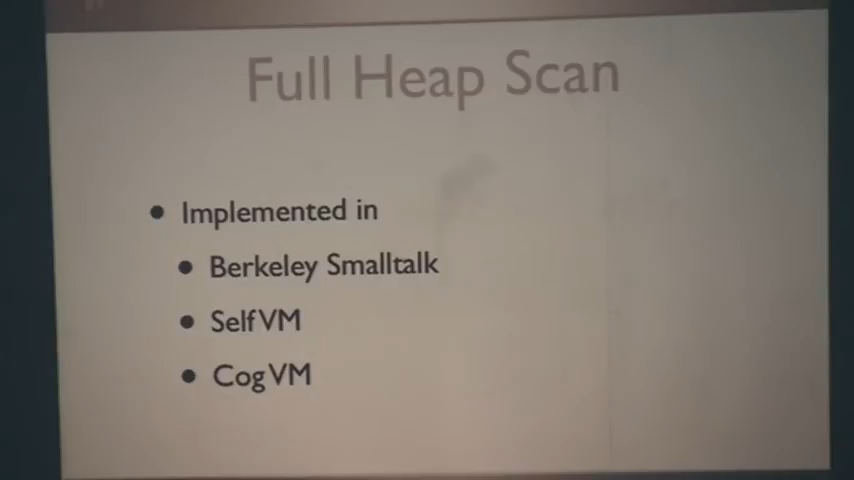 Full Heap Scan
• Implemented in
• Berkeley Smalltalk
• Self VM
• Cog VM